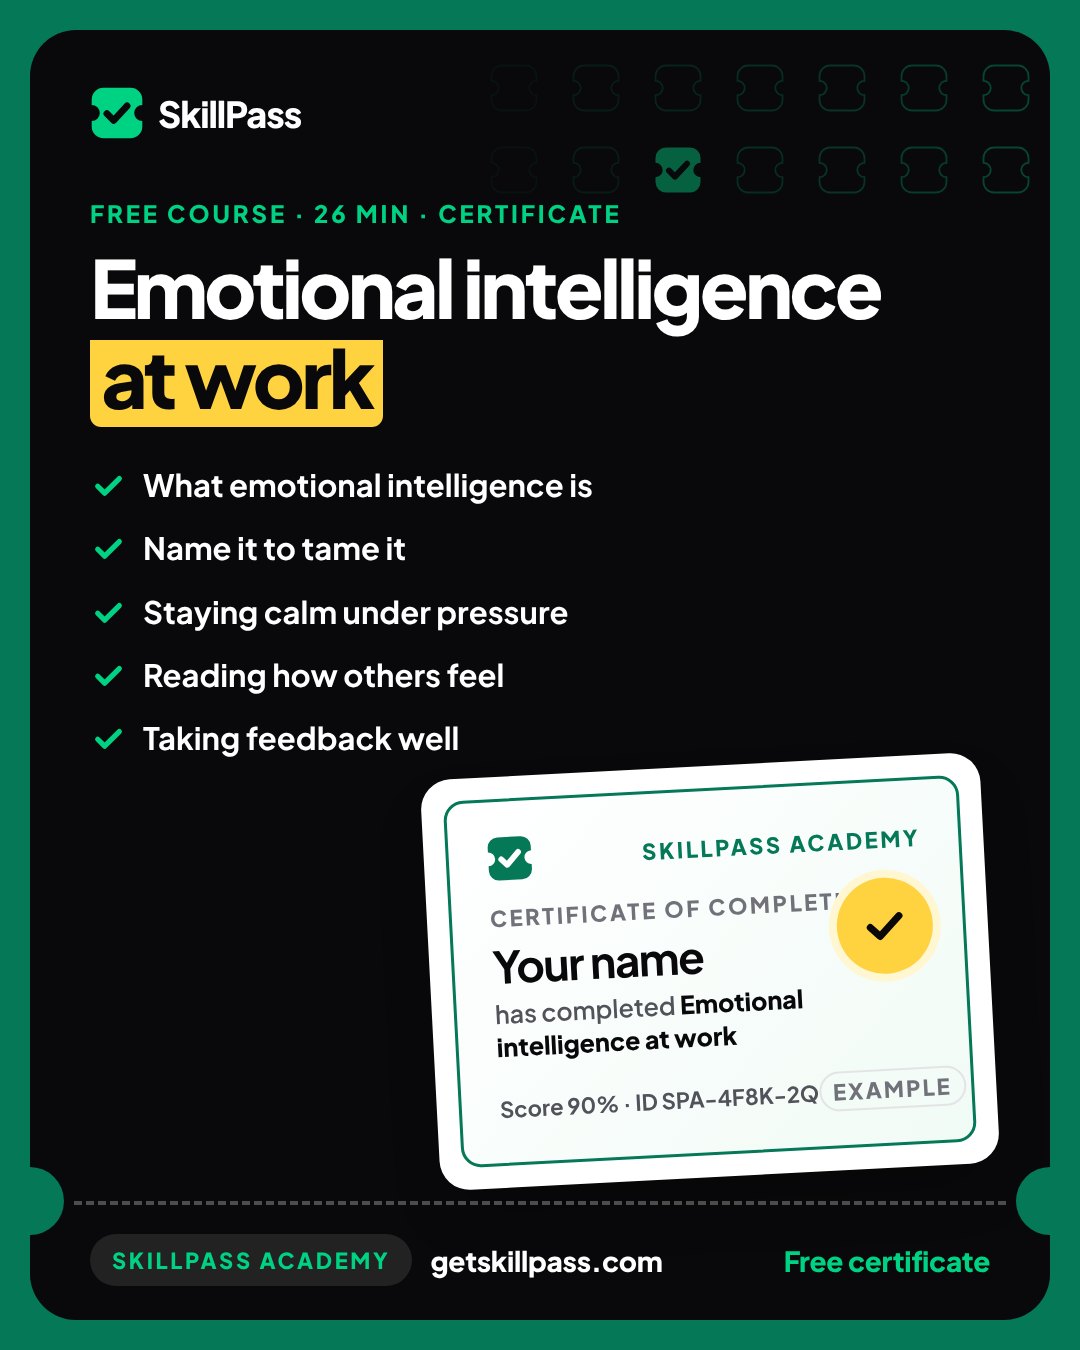 SkillPass
FREE COURSE · 26 MIN · CERTIFICATE
Emotional intelligence
at work
What emotional intelligence is
Name it to tame it
Staying calm under pressure
Reading how others feel
Taking feedback well
SKILLPASS ACADEMY
CERTIFICATE OF
Your name
has completed Emotional
intelligence at work
Score 90% · ID SPA-4F8K-2Q
EXAMPLE
SKILLPASS ACADEMY
getskillpass.com
Free certificate